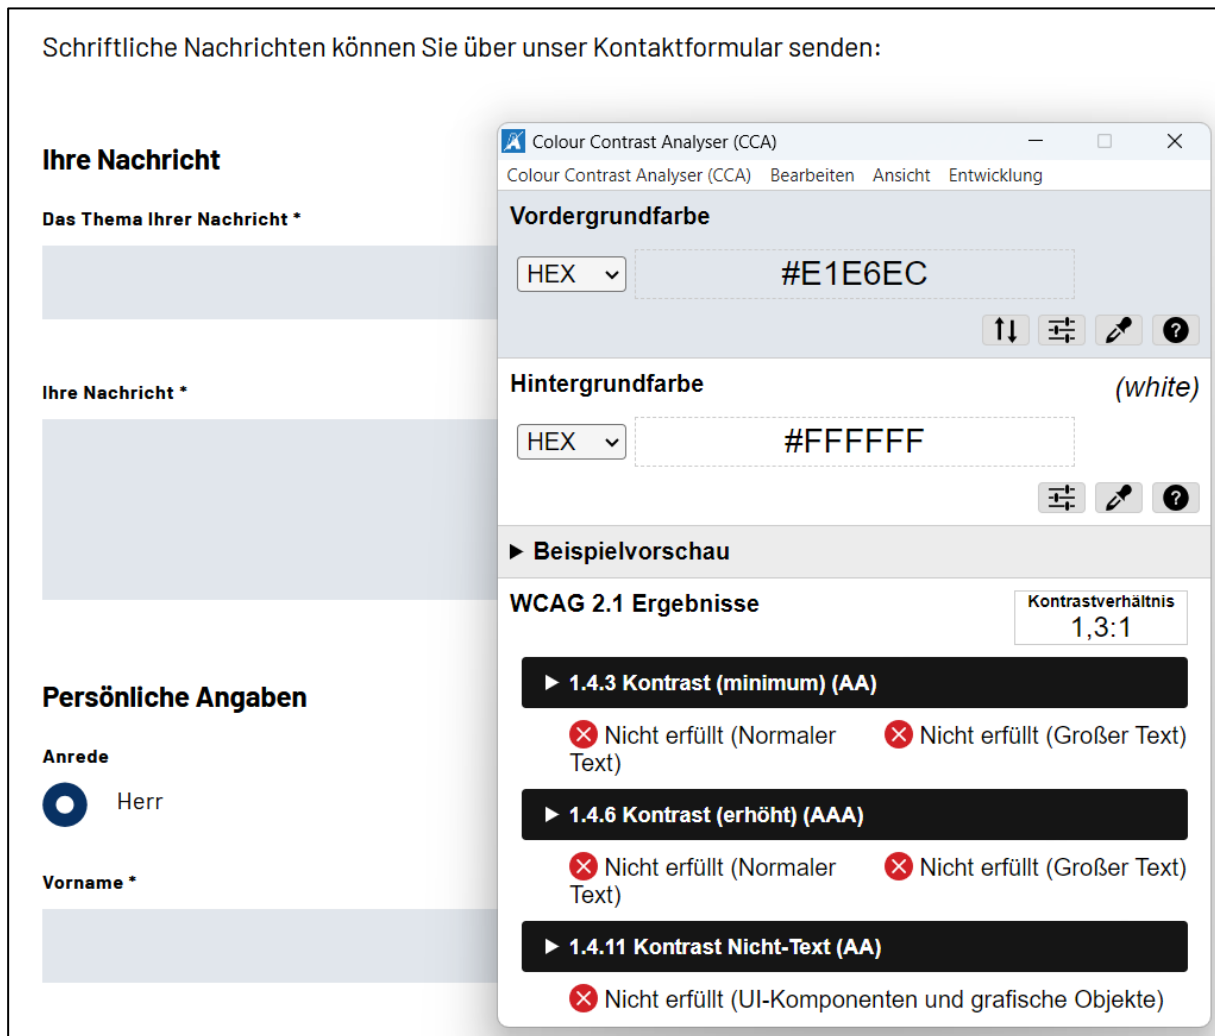 Schriftliche Nachrichten können Sie über unser Kontaktformular senden:
Ihre Nachricht
Das Thema Ihrer Nachricht *
Ihre Nachricht *
Persönliche Angaben
Anrede
Herr
Vorname *
Colour Contrast Analyser (CCA)
Colour Contrast Analyser (CCA) Bearbeiten Ansicht Entwicklung
Vordergrundfarbe
HEX #E1E6EC
Hintergrundfarbe (white)
HEX #FFFFFF
Beispielvorschau
WCAG 2.1 Ergebnisse
Kontrastverhältnis
1,3:1
1.4.3 Kontrast (minimum) (AA)
Nicht erfüllt (Normaler
Text)
Nicht erfüllt (Großer Text)
1.4.6 Kontrast (erhöht) (AAA)
Nicht erfüllt (Normaler
Text)
Nicht erfüllt (Großer Text)
1.4.11 Kontrast Nicht-Text (AA)
Nicht erfüllt (UI-Komponenten und grafische Objekte)